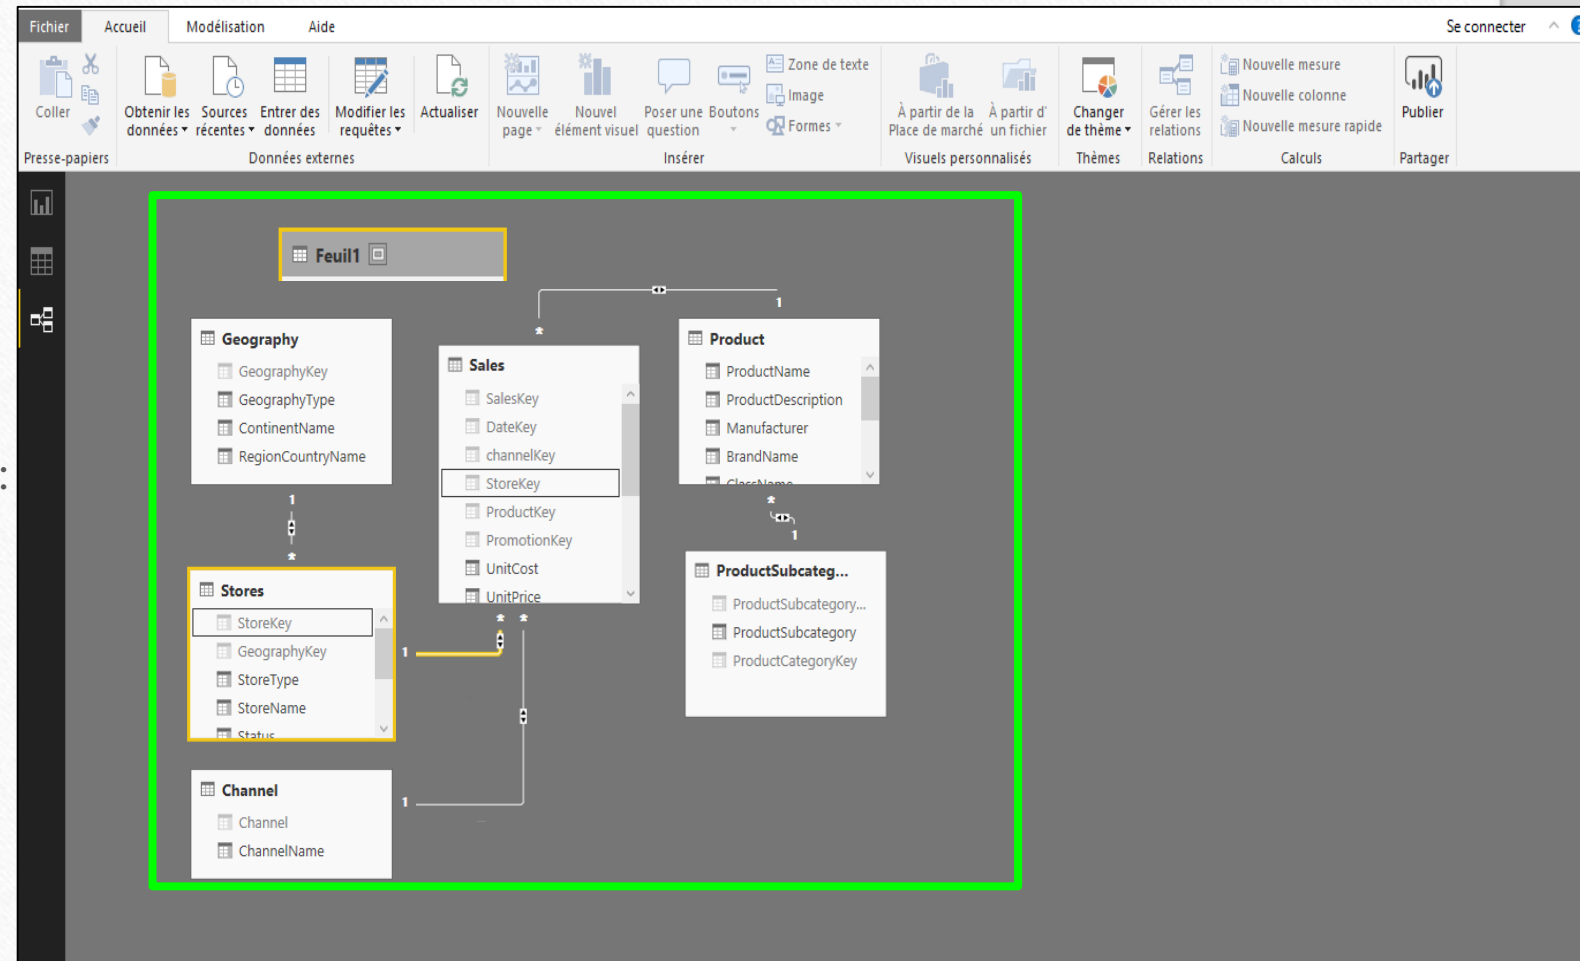 Fichier Accueil Modélisation Aide Se connecter
Coller
Obtenir les données
Sources récentes
Entrer des données
Modifier les requêtes
Actualiser
Nouvelle page
Nouvel élément visuel
Poser une question
Boutons
Zone de texte
Image
Formes
À partir de la Place de marché
À partir d' un fichier
Changer de thème
Gérer les relations
Nouvelle mesure
Nouvelle colonne
Nouvelle mesure rapide
Publier
Presse-papiers Données externes Insérer Visuels personnalisés Thèmes Relations Calculs Partager
Feuil1
Geography
GeographyKey
GeographyType
ContinentName
RegionCountryName
1
*
Sales
SalesKey
DateKey
channelKey
StoreKey
ProductKey
PromotionKey
UnitCost
UnitPrice
*
* *
Product
ProductName
ProductDescription
Manufacturer
BrandName
ClassName
1
*
1
ProductSubcateg...
ProductSubcategory...
ProductSubcategory
ProductCategoryKey
Stores
StoreKey
GeographyKey
StoreType
StoreName
Status
1
Channel
Channel
ChannelName
1
: